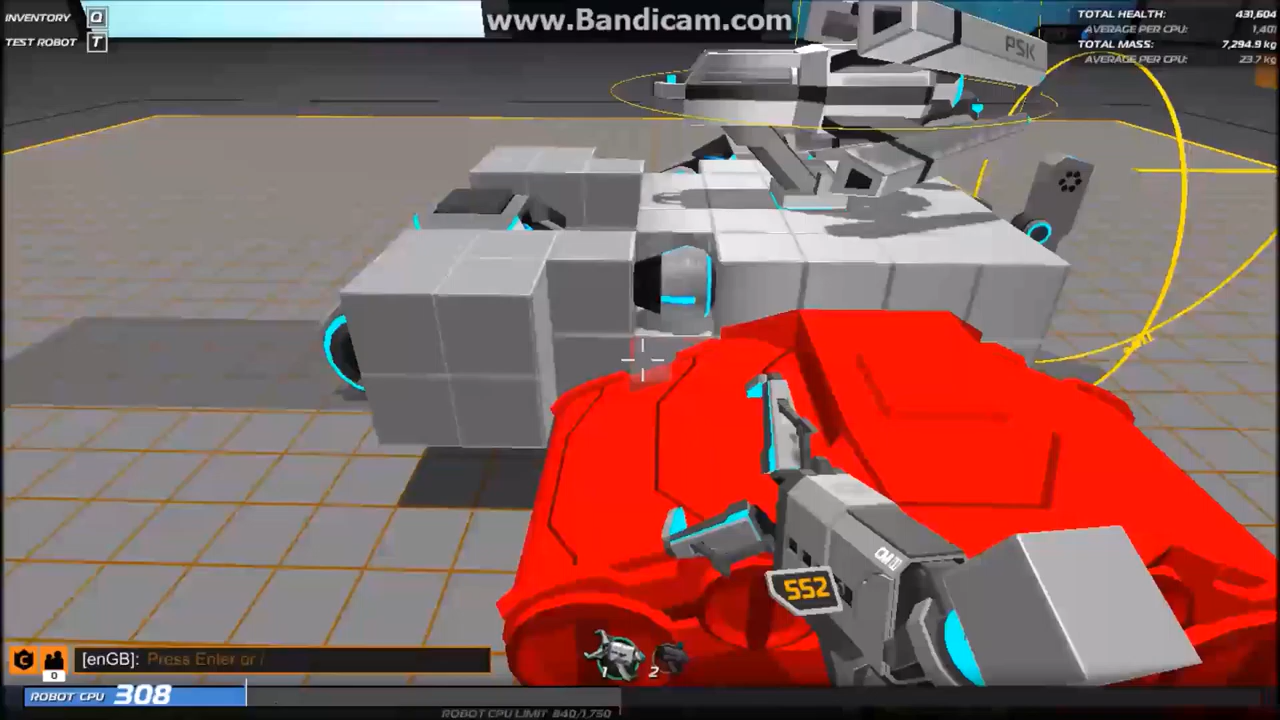 INVENTORY Q
TEST ROBOT T
www.Bandicam.com
TOTAL HEALTH: 431,604
AVERAGE PER CPU: 1,401
TOTAL MASS: 7,294.9 kg
AVERAGE PER CPU: 23.7 kg
PSK
552
1 2
C 0 [enGB]: Press Enter or /
ROBOT CPU 308
ROBOT CPU LIMIT 840/1,750